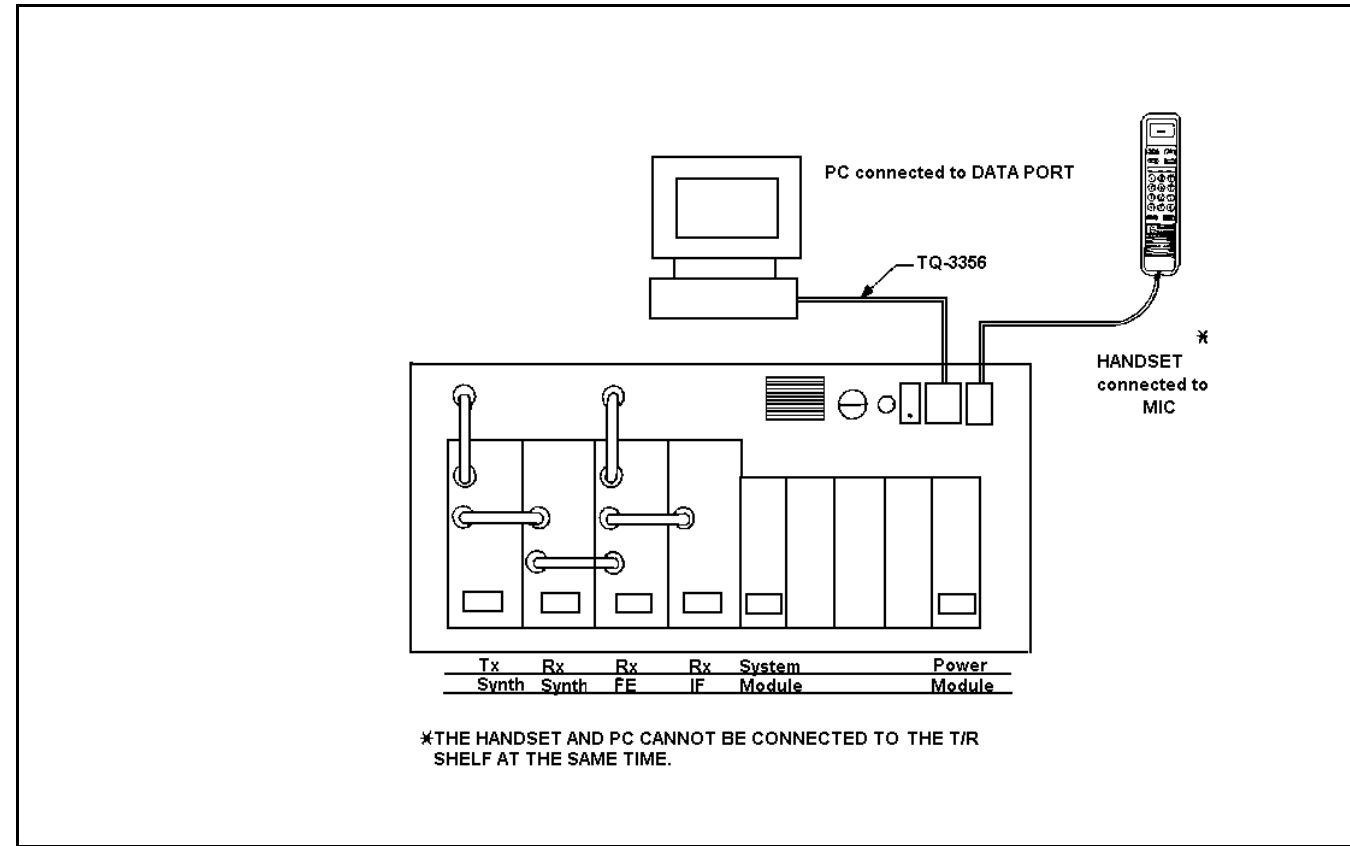 PC connected to DATA PORT
TQ-3356
*
HANDSET
connected to
MIC
Tx Rx Rx Rx System Power
Synth Synth FE IF Module Module
*THE HANDSET AND PC CANNOT BE CONNECTED TO THE T/R
SHELF AT THE SAME TIME.